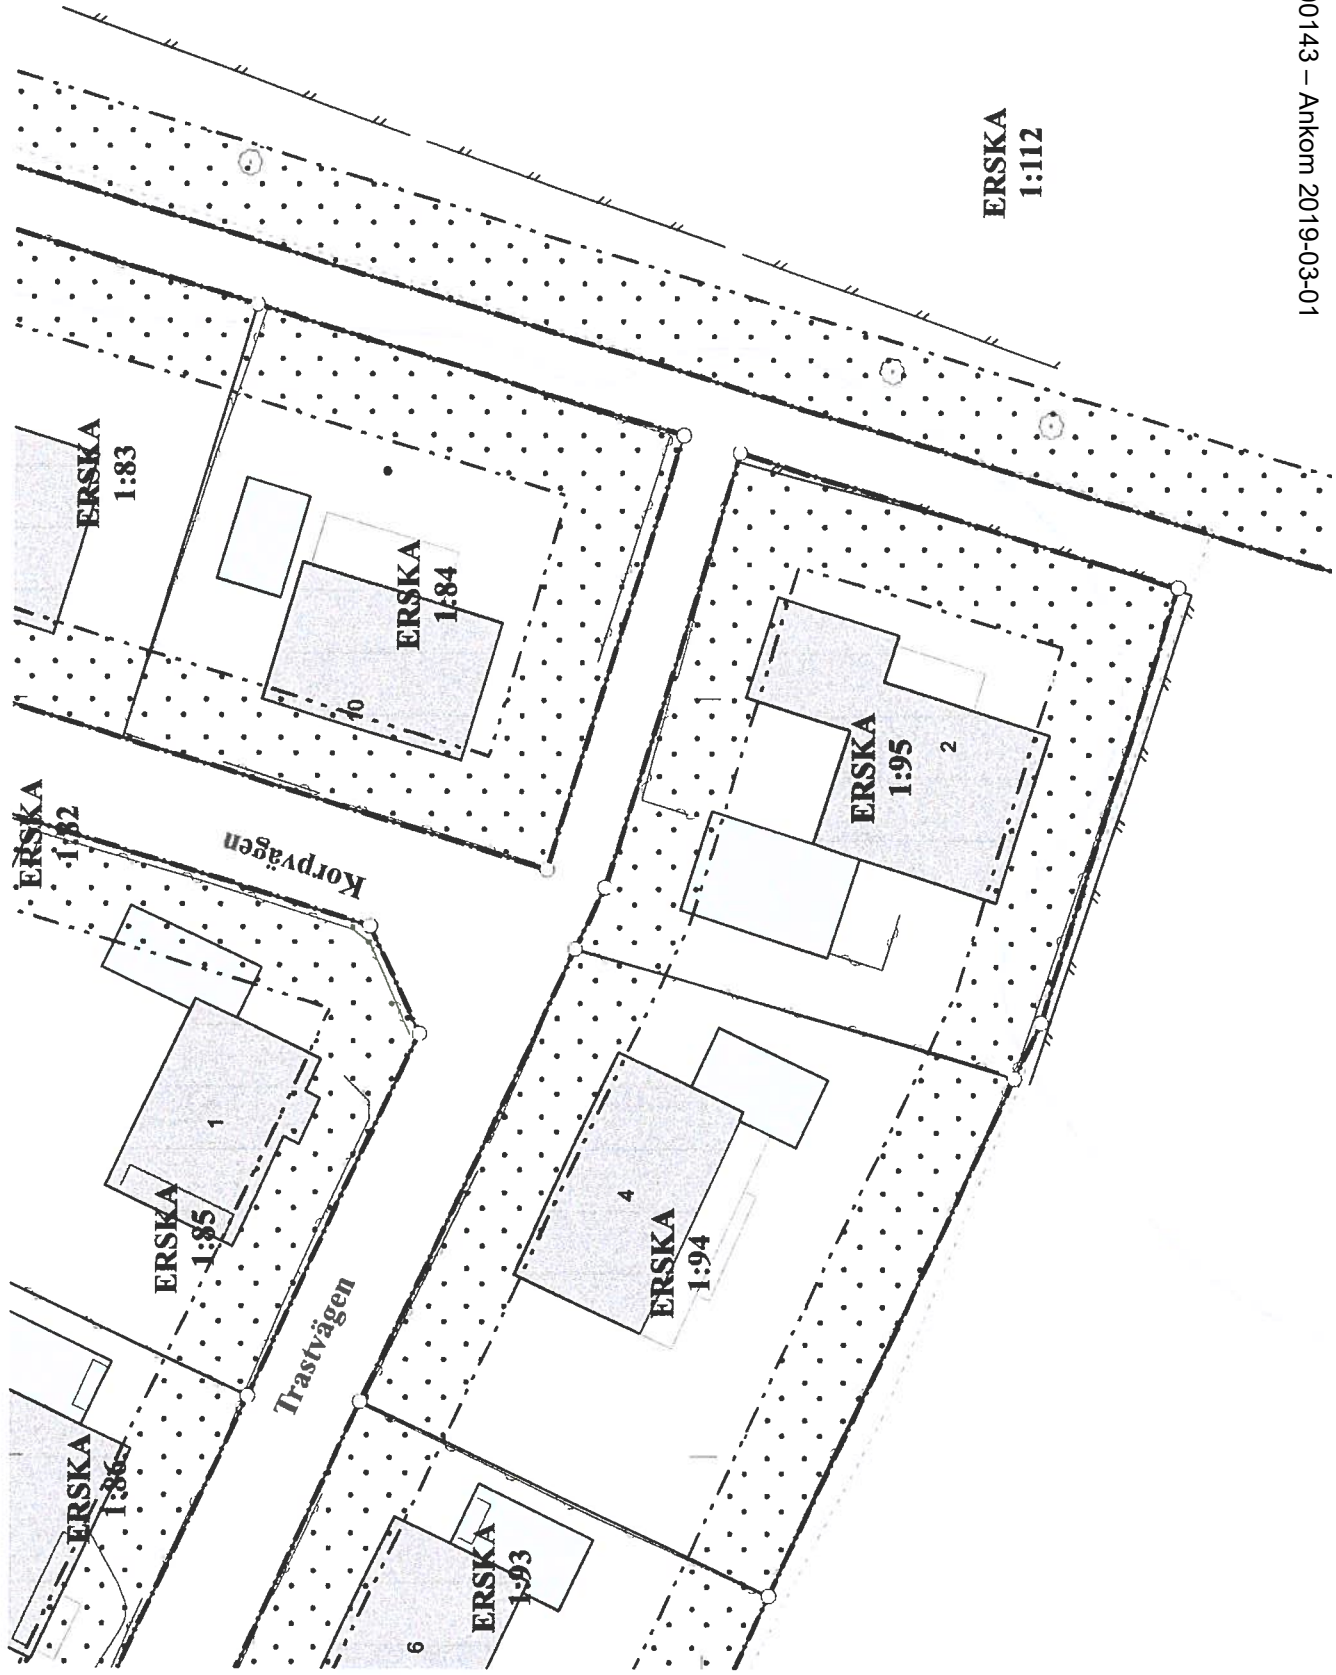 00143 – Ankom 2019-03-01
ERSKA
1:112
ERSKA
1:83
ERSKA
1:84
10
ERSKA
1:95
2
ERSKA
1:82
Korpvägen
1
ERSKA
1:85
4
ERSKA
1:94
Trastvägen
ERSKA
1:86
ERSKA
1:93
6